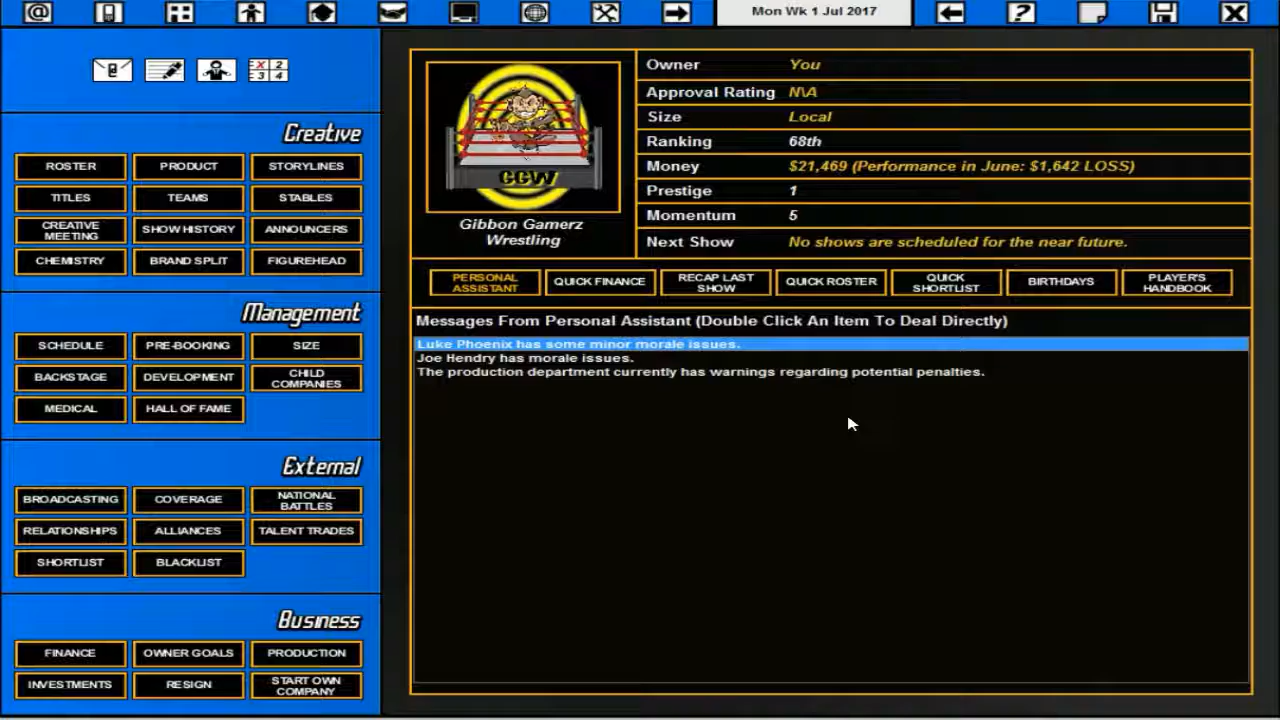 Mon Wk 1 Jul 2017
Creative
ROSTER
PRODUCT
STORYLINES
TITLES
TEAMS
STABLES
CREATIVE
MEETING
SHOW HISTORY
ANNOUNCERS
CHEMISTRY
BRAND SPLIT
FIGUREHEAD
Management
SCHEDULE
PRE-BOOKING
SIZE
BACKSTAGE
DEVELOPMENT
CHILD
COMPANIES
MEDICAL
HALL OF FAME
External
BROADCASTING
COVERAGE
NATIONAL
BATTLES
RELATIONSHIPS
ALLIANCES
TALENT TRADES
SHORTLIST
BLACKLIST
Business
FINANCE
OWNER GOALS
PRODUCTION
INVESTMENTS
RESIGN
START OWN
COMPANY
CCW
Gibbon Gamerz
Wrestling
Owner You
Approval Rating N\A
Size Local
Ranking 68th
Money $21,469 (Performance in June: $1,642 LOSS)
Prestige 1
Momentum 5
Next Show No shows are scheduled for the near future.
PERSONAL
ASSISTANT
QUICK FINANCE
RECAP LAST
SHOW
QUICK ROSTER
QUICK
SHORTLIST
BIRTHDAYS
PLAYER'S
HANDBOOK
Messages From Personal Assistant (Double Click An Item To Deal Directly)
Luke Phoenix has some minor morale issues.
Joe Hendry has morale issues.
The production department currently has warnings regarding potential penalties.